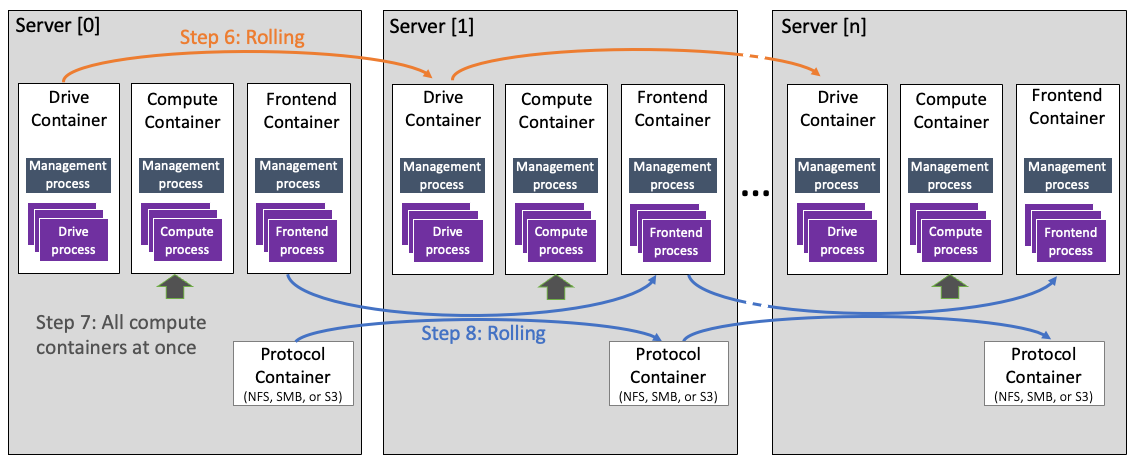 Server [0]
Step 6: Rolling
Drive
Container
Management
process
Drive
process
Compute
Container
Management
process
Compute
process
Frontend
Container
Management
process
Frontend
process
Step 7: All compute
containers at once
Protocol
Container
(NFS, SMB, or S3)
Server [1]
Drive
Container
Management
process
Drive
process
Compute
Container
Management
process
Compute
process
Frontend
Container
Management
process
Frontend
process
Step 8: Rolling
Protocol
Container
(NFS, SMB, or S3)
...
Server [n]
Drive
Container
Management
process
Drive
process
Compute
Container
Management
process
Compute
process
Frontend
Container
Management
process
Frontend
process
Protocol
Container
(NFS, SMB, or S3)